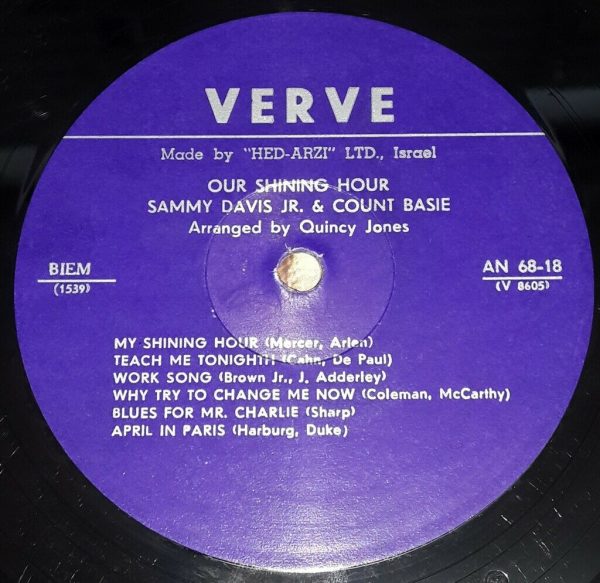 VERVE
Made by "HED-ARZI" LTD., Israel
OUR SHINING HOUR
SAMMY DAVIS JR. & COUNT BASIE
Arranged by Quincy Jones
BIEM
(1539)
AN 68-18
(V 8605)
MY SHINING HOUR (Mercer, Arlen)
TEACH ME TONIGHTH (Cahn, De Paul)
WORK SONG (Brown Jr., J. Adderley)
WHY TRY TO CHANGE ME NOW (Coleman, McCarthy)
BLUES FOR MR. CHARLIE (Sharp)
APRIL IN PARIS (Harburg, Duke)